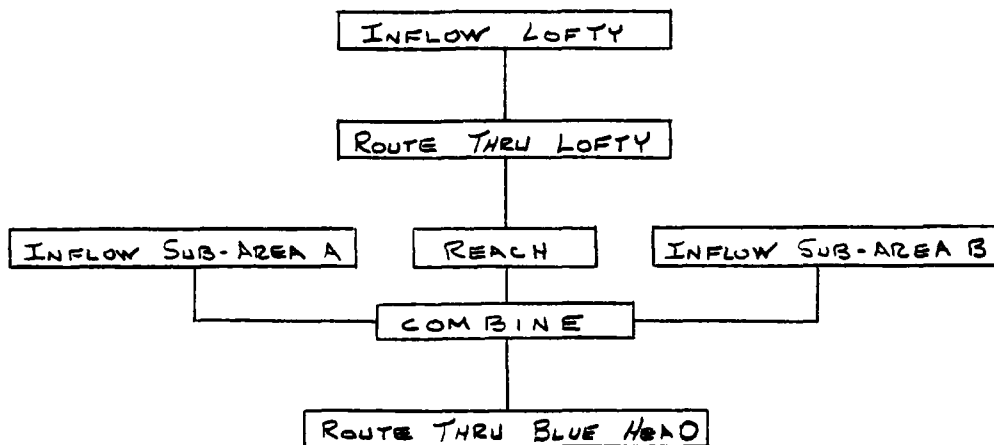 INFLOW LOFTY
ROUTE THRU LOFTY
INFLOW SUB-AREA A
REACH
INFLOW SUB-AREA B
COMBINE
ROUTE THRU BLUE HEAD